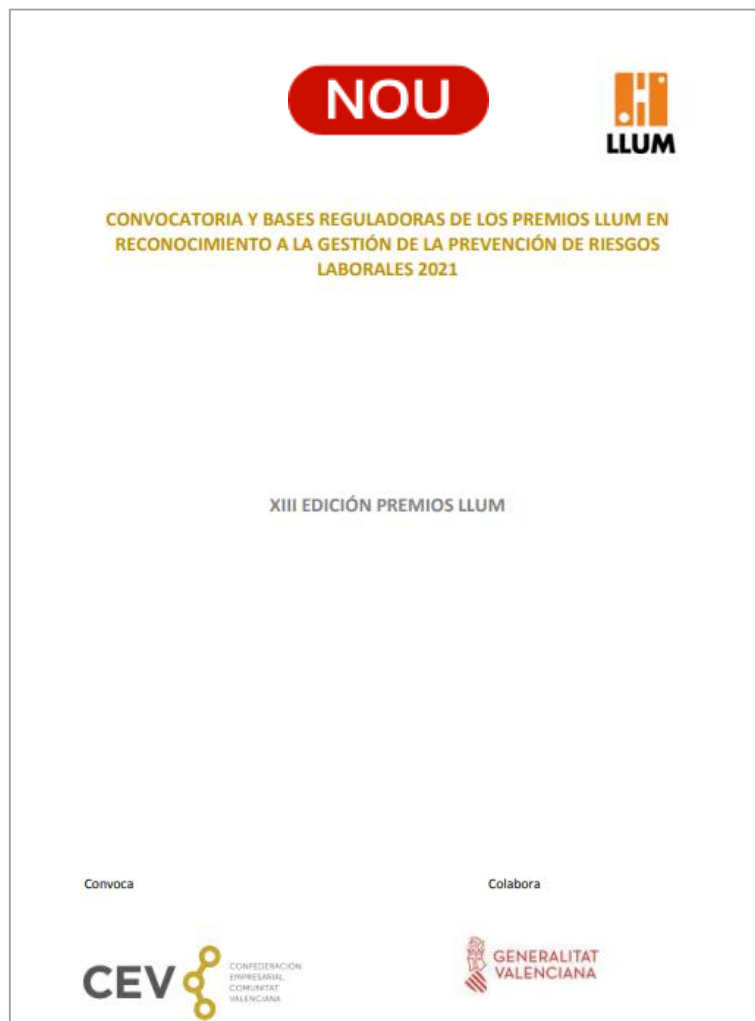 NOU
LLUM
CONVOCATORIA Y BASES REGULADORAS DE LOS PREMIOS LLUM EN
RECONOCIMIENTO A LA GESTIÓN DE LA PREVENCIÓN DE RIESGOS
LABORALES 2021
XIII EDICIÓN PREMIOS LLUM
Convoca
Colabora
CEV
CONFEDERACIÓN
EMPRESARIAL
COMUNITAT
VALENCIANA
GENERALITAT
VALENCIANA